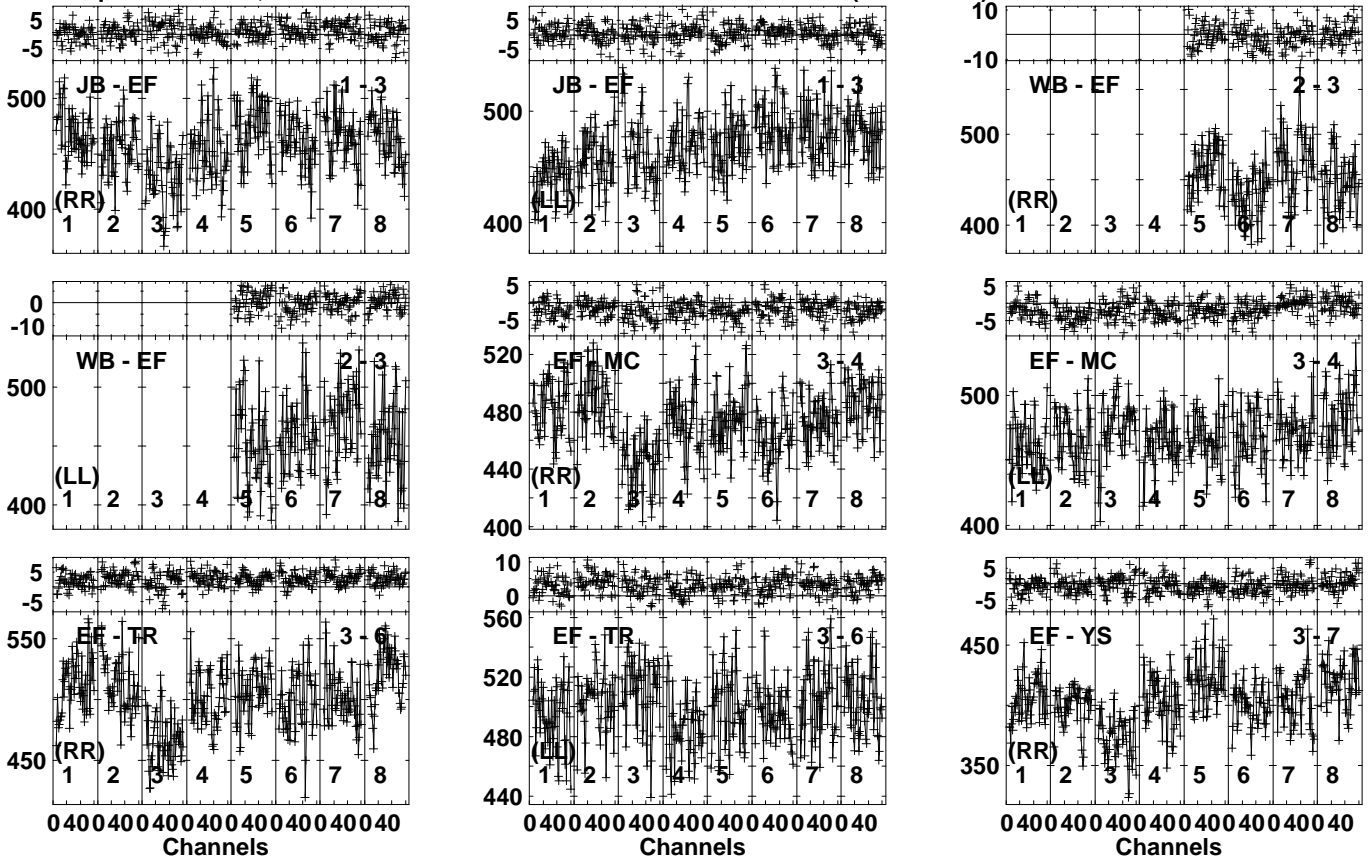 5 5 10
-5 -5 -10
JB - EF 1 - 3 JB - EF 1 - 3 WB - EF 2 - 3
500 500 500
400 400 400
(RR) (LL) (RR)
1 2 3 4 5 6 7 8 1 2 3 4 5 6 7 8 1 2 3 4 5 6 7 8
0 5 5
-10 -5 -5
WB - EF 2 - 3 EF - MC 3 - 4 EF - MC 3 - 4
500 520 500
480
440
400 400 400
(LL) (RR) (LL)
1 2 3 4 5 6 7 8 1 2 3 4 5 6 7 8 1 2 3 4 5 6 7 8
5 10 5
-5 0 -5
EF - TR 3 - 6 EF - TR 3 - 6 EF - YS 3 - 7
550 560 450
520
450 480 350
440
(RR) (LL) (RR)
1 2 3 4 5 6 7 8 1 2 3 4 5 6 7 8 1 2 3 4 5 6 7 8
0 40 0 40 0 40 0 40 0 40 0 40 0 40 0 40 0 40 0 40 0 40 0 40 0 40 0 40 0 40 0 40 0 40 0 40 0 40 0 40 0 40 0 40 0 40 0 40
Channels Channels Channels